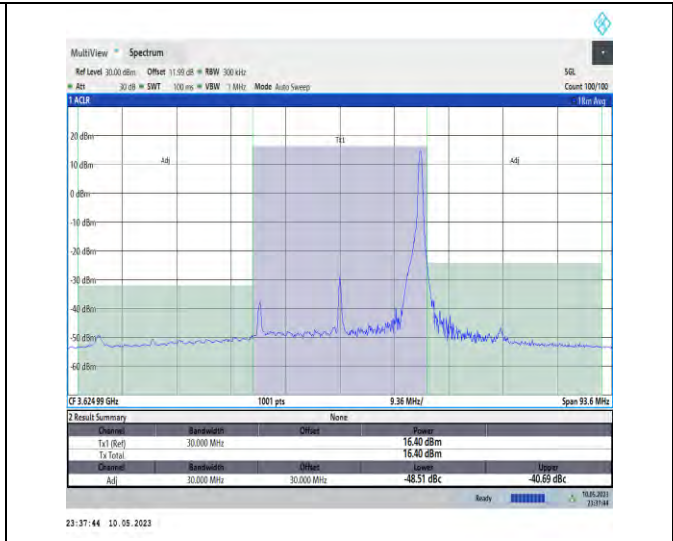 MultiView Spectrum
Ref Level 30.00 dBm Offset 11.99 dB RBW 300 kHz SGL
Att 30 dB SWT 100 ms VBW 1 MHz Mode Auto Sweep Count 100/100
1 ACLR 1Rm Avg
Tx1
Adj Adj
20 dBm
10 dBm
0 dBm
-10 dBm
-20 dBm
-30 dBm
-40 dBm
-50 dBm
-60 dBm
CF 3.62499 GHz 1001 pts 9.36 MHz/ Span 93.6 MHz
2 Result Summary None
Channel Bandwidth Offset Power
Tx1 (Ref) 30.000 MHz 16.40 dBm
Tx Total 16.40 dBm
Channel Bandwidth Offset Lower Upper
Adj 30.000 MHz 30.000 MHz -48.51 dBc -40.69 dBc
Ready 10.05.2023
23:37:44
23:37:44 10.05.2023